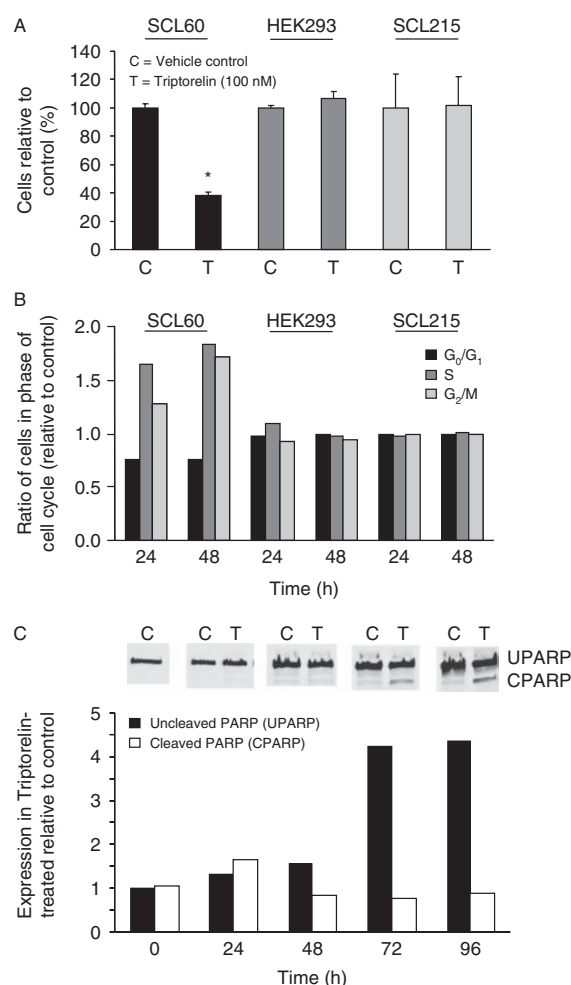 A
SCL60 HEK293 SCL215
C = Vehicle control
T = Triptorelin (100 nM)
Cells relative to
control (%)
140
120
100
80
60
40
20
0
*
C T C T C T
B
SCL60 HEK293 SCL215
G0/G1
S
G2/M
Ratio of cells in phase of
cell cycle (relative to control)
2.0
1.5
1.0
0.5
0.0
24 48 24 48 24 48
Time (h)
C
C C T C T C T C T
UPARP
CPARP
Uncleaved PARP (UPARP)
Cleaved PARP (CPARP)
Expression in Triptorelin-
treated relative to control
5
4
3
2
1
0
0 24 48 72 96
Time (h)